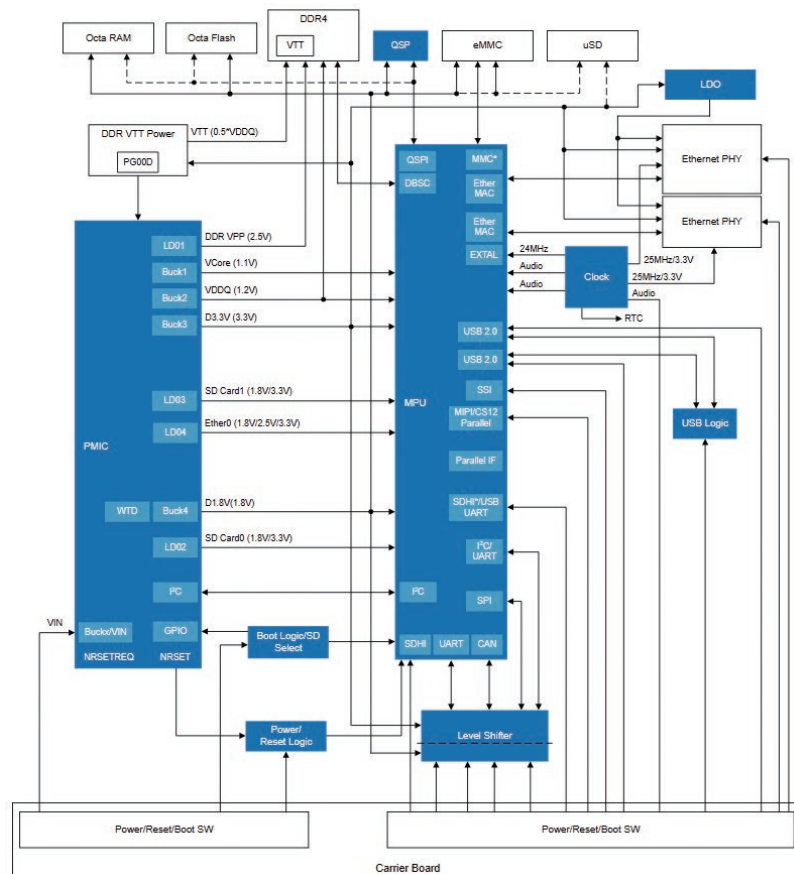 DDR4
Octa RAM
Octa Flash
VTT
QSP
eMMC
uSD
LDO
DDR VTT Power
VTT (0.5*VDDQ)
PG00D
QSPI
MMC*
Ethernet PHY
DBSC
Ether
MAC
Ethernet PHY
Ether
MAC
LD01
DDR VPP (2.5V)
EXTAL
24MHz
25MHz/3.3V
Buck1
VCore (1.1V)
Audio
Clock
25MHz/3.3V
Buck2
VDDQ (1.2V)
Audio
Audio
Buck3
D3.3V (3.3V)
RTC
USB 2.0
USB 2.0
LD03
SD Card1 (1.8V/3.3V)
SSI
PMIC
MPU
MIPI/CS12
Parallel
USB Logic
LD04
Ether0 (1.8V/2.5V/3.3V)
Parallel IF
WTD
Buck4
D1.8V(1.8V)
SDHI*/USB
UART
LD02
SD Card0 (1.8V/3.3V)
I²C/
UART
I²C
I²C
SPI
VIN
Buckx/VIN
GPIO
Boot Logic/SD
Select
SDHI
UART
CAN
NRSETREQ
NRSET
Power/
Reset Logic
Level Shifter
Power/Reset/Boot SW
Power/Reset/Boot SW
Carrier Board